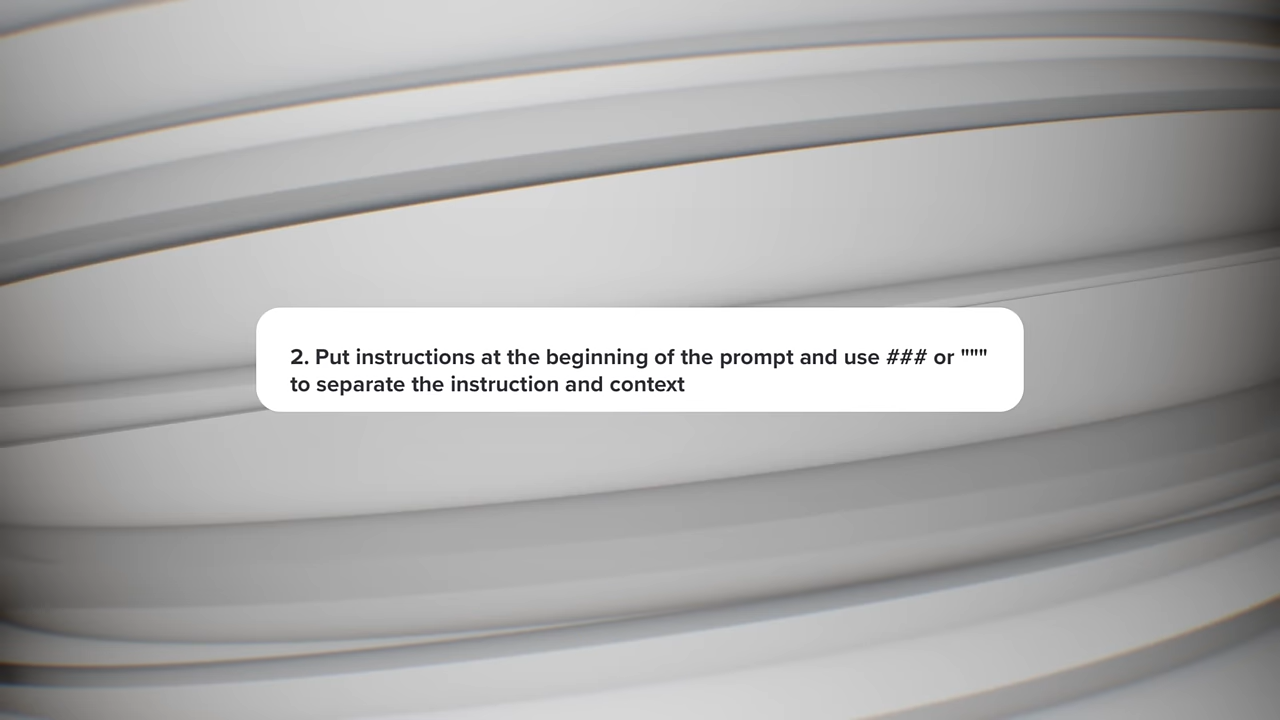 2. Put instructions at the beginning of the prompt and use ### or """
to separate the instruction and context